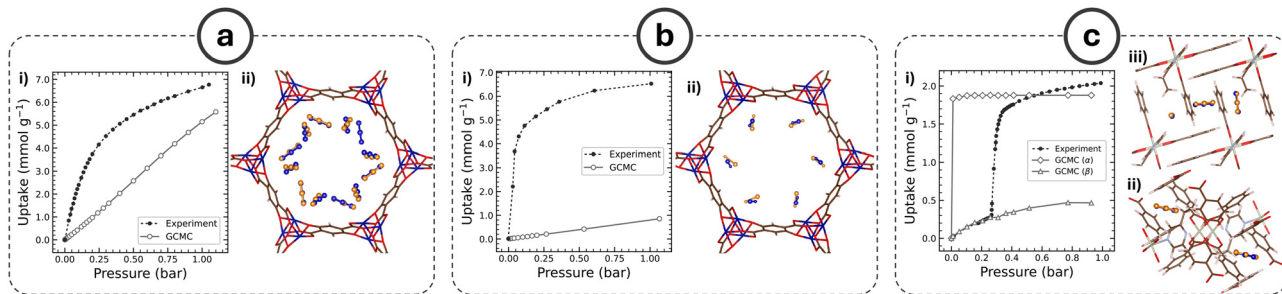 a
i)
Uptake (mmol g⁻¹)
7.0
6.0
5.0
4.0
3.0
2.0
1.0
0.0
Experiment
GCMC
0.00 0.25 0.50 0.75 1.00
Pressure (bar)
ii)
b
i)
Uptake (mmol g⁻¹)
7.0
6.0
5.0
4.0
3.0
2.0
1.0
0.0
Experiment
GCMC
0.00 0.25 0.50 0.75 1.00
Pressure (bar)
ii)
c
i)
Uptake (mmol g⁻¹)
2.0
1.5
1.0
0.5
0.0
Experiment
GCMC (α)
GCMC (β)
0.0 0.2 0.4 0.6 0.8 1.0
Pressure (bar)
iii)
ii)